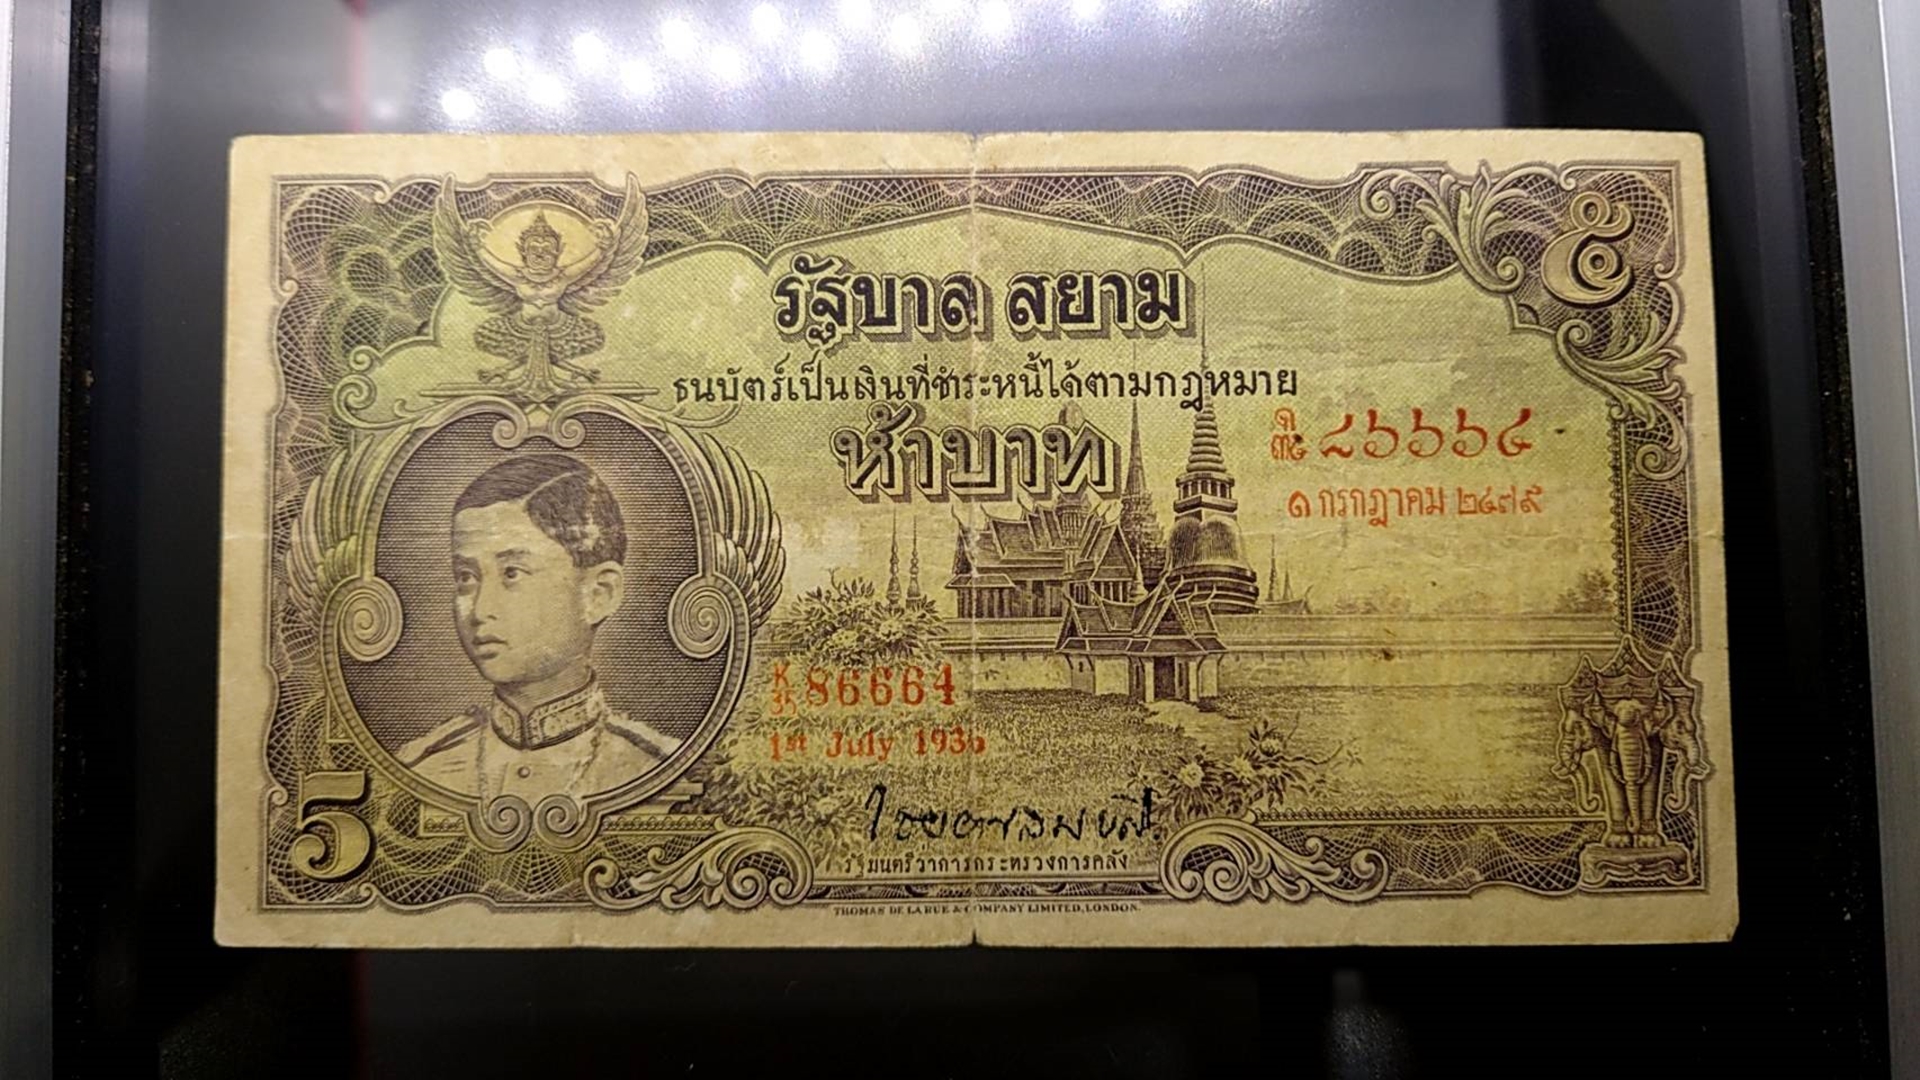 ๕
รัฐบาล สยาม
ธนบัตร์เป็นเงินที่ชำระหนี้ได้ตามกฎหมาย
ห้าบาท
๘๖๖๖๔
๑ กรกฎาคม ๒๔๗๙
K
35 86664
1st July 1936
5
รัฐมนตรีว่าการกระทรวงการคลัง
THOMAS DE LA RUE & COMPANY LIMITED, LONDON.